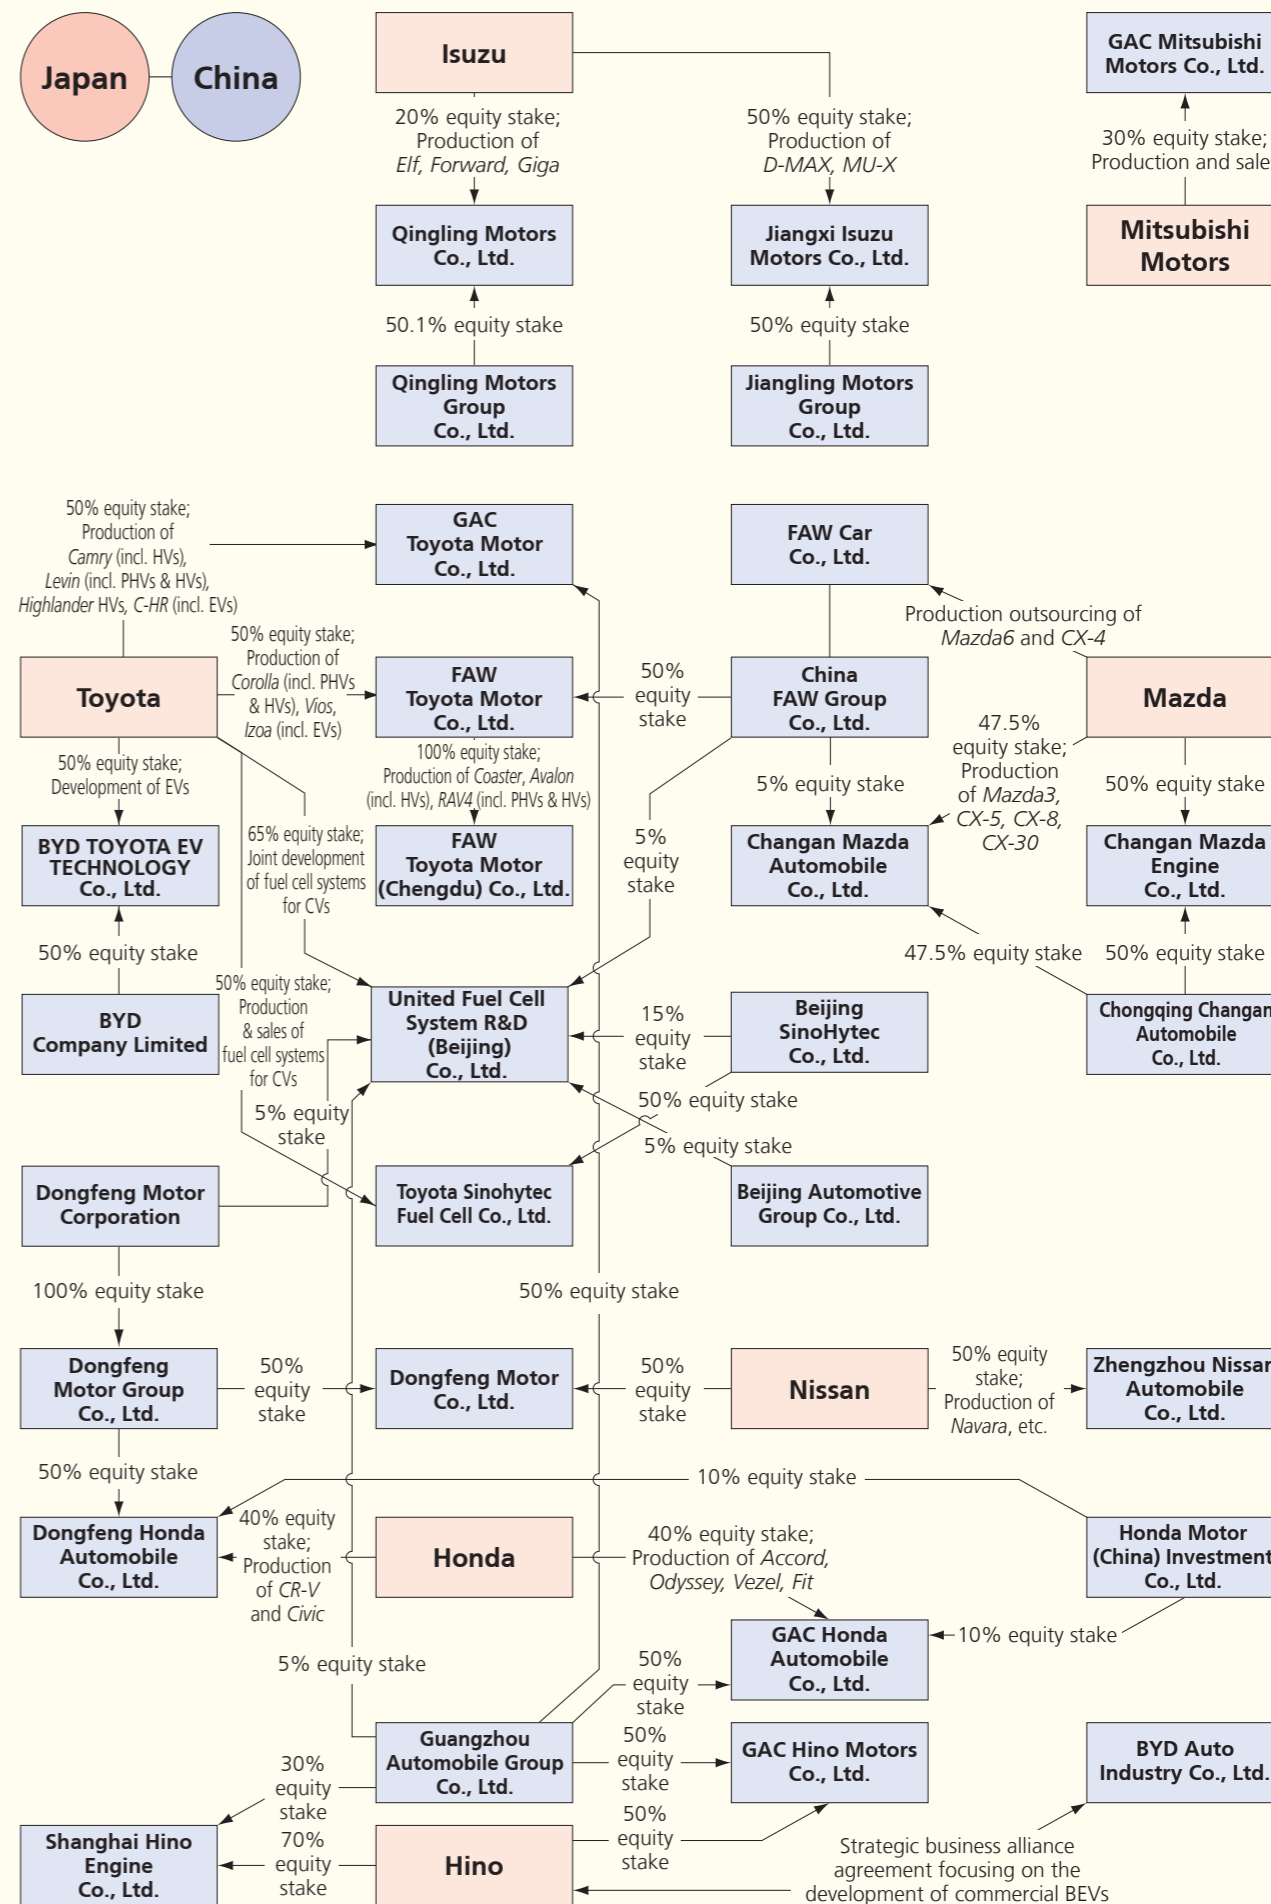 Japan
China
Isuzu
GAC Mitsubishi
Motors Co., Ltd.
20% equity stake;
Production of
Elf, Forward, Giga
50% equity stake;
Production of
D-MAX, MU-X
30% equity stake;
Production and sale
Qingling Motors
Co., Ltd.
Jiangxi Isuzu
Motors Co., Ltd.
Mitsubishi
Motors
50.1% equity stake
50% equity stake
Qingling Motors
Group
Co., Ltd.
Jiangling Motors
Group
Co., Ltd.
50% equity stake;
Production of
Camry (incl. HVs),
Levin (incl. PHVs & HVs),
Highlander HVs, C-HR (incl. EVs)
GAC
Toyota Motor
Co., Ltd.
FAW Car
Co., Ltd.
Production outsourcing of
Mazda6 and CX-4
Toyota
50% equity stake;
Production of
Corolla (incl. PHVs
& HVs), Vios,
Izoa (incl. EVs)
FAW
Toyota Motor
Co., Ltd.
50%
equity
stake
China
FAW Group
Co., Ltd.
Mazda
50% equity stake;
Development of EVs
100% equity stake;
Production of Coaster, Avalon
(incl. HVs), RAV4 (incl. PHVs & HVs)
5% equity stake
47.5%
equity stake;
Production
of Mazda3,
CX-5, CX-8,
CX-30
50% equity stake
BYD TOYOTA EV
TECHNOLOGY
Co., Ltd.
65% equity stake;
Joint development
of fuel cell systems
for CVs
FAW
Toyota Motor
(Chengdu) Co., Ltd.
5%
equity
stake
Changan Mazda
Automobile
Co., Ltd.
Changan Mazda
Engine
Co., Ltd.
50% equity stake
47.5% equity stake
50% equity stake
BYD
Company Limited
50% equity stake;
Production
& sales of
fuel cell systems
for CVs
United Fuel Cell
System R&D
(Beijing)
Co., Ltd.
15%
equity
stake
Beijing
SinoHytec
Co., Ltd.
Chongqing Changan
Automobile
Co., Ltd.
5% equity
stake
50% equity stake
5% equity stake
Dongfeng Motor
Corporation
Toyota Sinohytec
Fuel Cell Co., Ltd.
Beijing Automotive
Group Co., Ltd.
100% equity stake
50% equity stake
Dongfeng
Motor Group
Co., Ltd.
50%
equity
stake
Dongfeng Motor
Co., Ltd.
50%
equity
stake
Nissan
50% equity
stake;
Production of
Navara, etc.
Zhengzhou Nissan
Automobile
Co., Ltd.
50% equity stake
10% equity stake
Dongfeng Honda
Automobile
Co., Ltd.
40% equity
stake;
Production
of CR-V
and Civic
Honda
40% equity stake;
Production of Accord,
Odyssey, Vezel, Fit
Honda Motor
(China) Investment
Co., Ltd.
5% equity stake
50%
equity
stake
GAC Honda
Automobile
Co., Ltd.
10% equity stake
Guangzhou
Automobile Group
Co., Ltd.
50%
equity
stake
GAC Hino Motors
Co., Ltd.
BYD Auto
Industry Co., Ltd.
30%
equity
stake
50%
equity
stake
Shanghai Hino
Engine
Co., Ltd.
70%
equity
stake
Hino
Strategic business alliance
agreement focusing on the
development of commercial BEVs